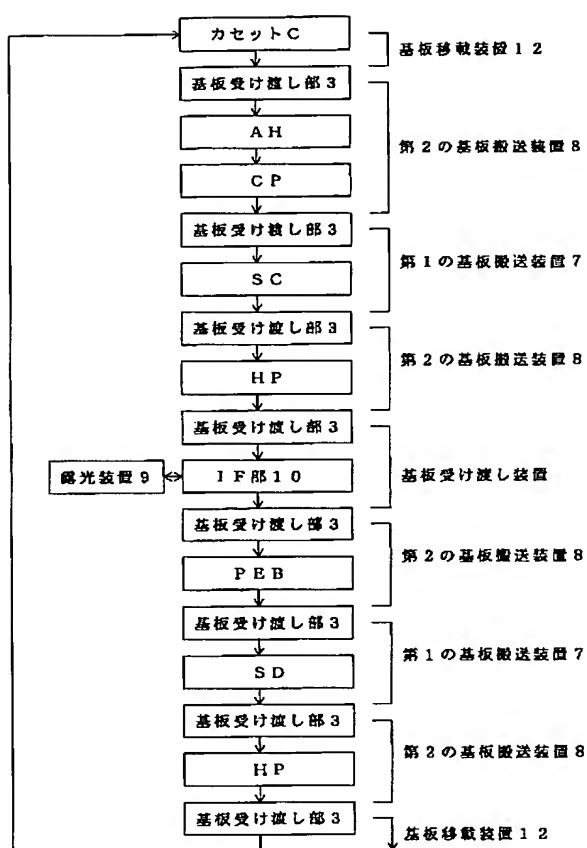 カセットC
基板移載装置12
基板受け渡し部3
AH
第2の基板搬送装置8
CP
基板受け渡し部3
第1の基板搬送装置7
SC
基板受け渡し部3
第2の基板搬送装置8
HP
基板受け渡し部3
露光装置9
IF部10
基板受け渡し装置
基板受け渡し部3
第2の基板搬送装置8
PEB
基板受け渡し部3
第1の基板搬送装置7
SD
基板受け渡し部3
第2の基板搬送装置8
HP
基板受け渡し部3
基板移載装置12